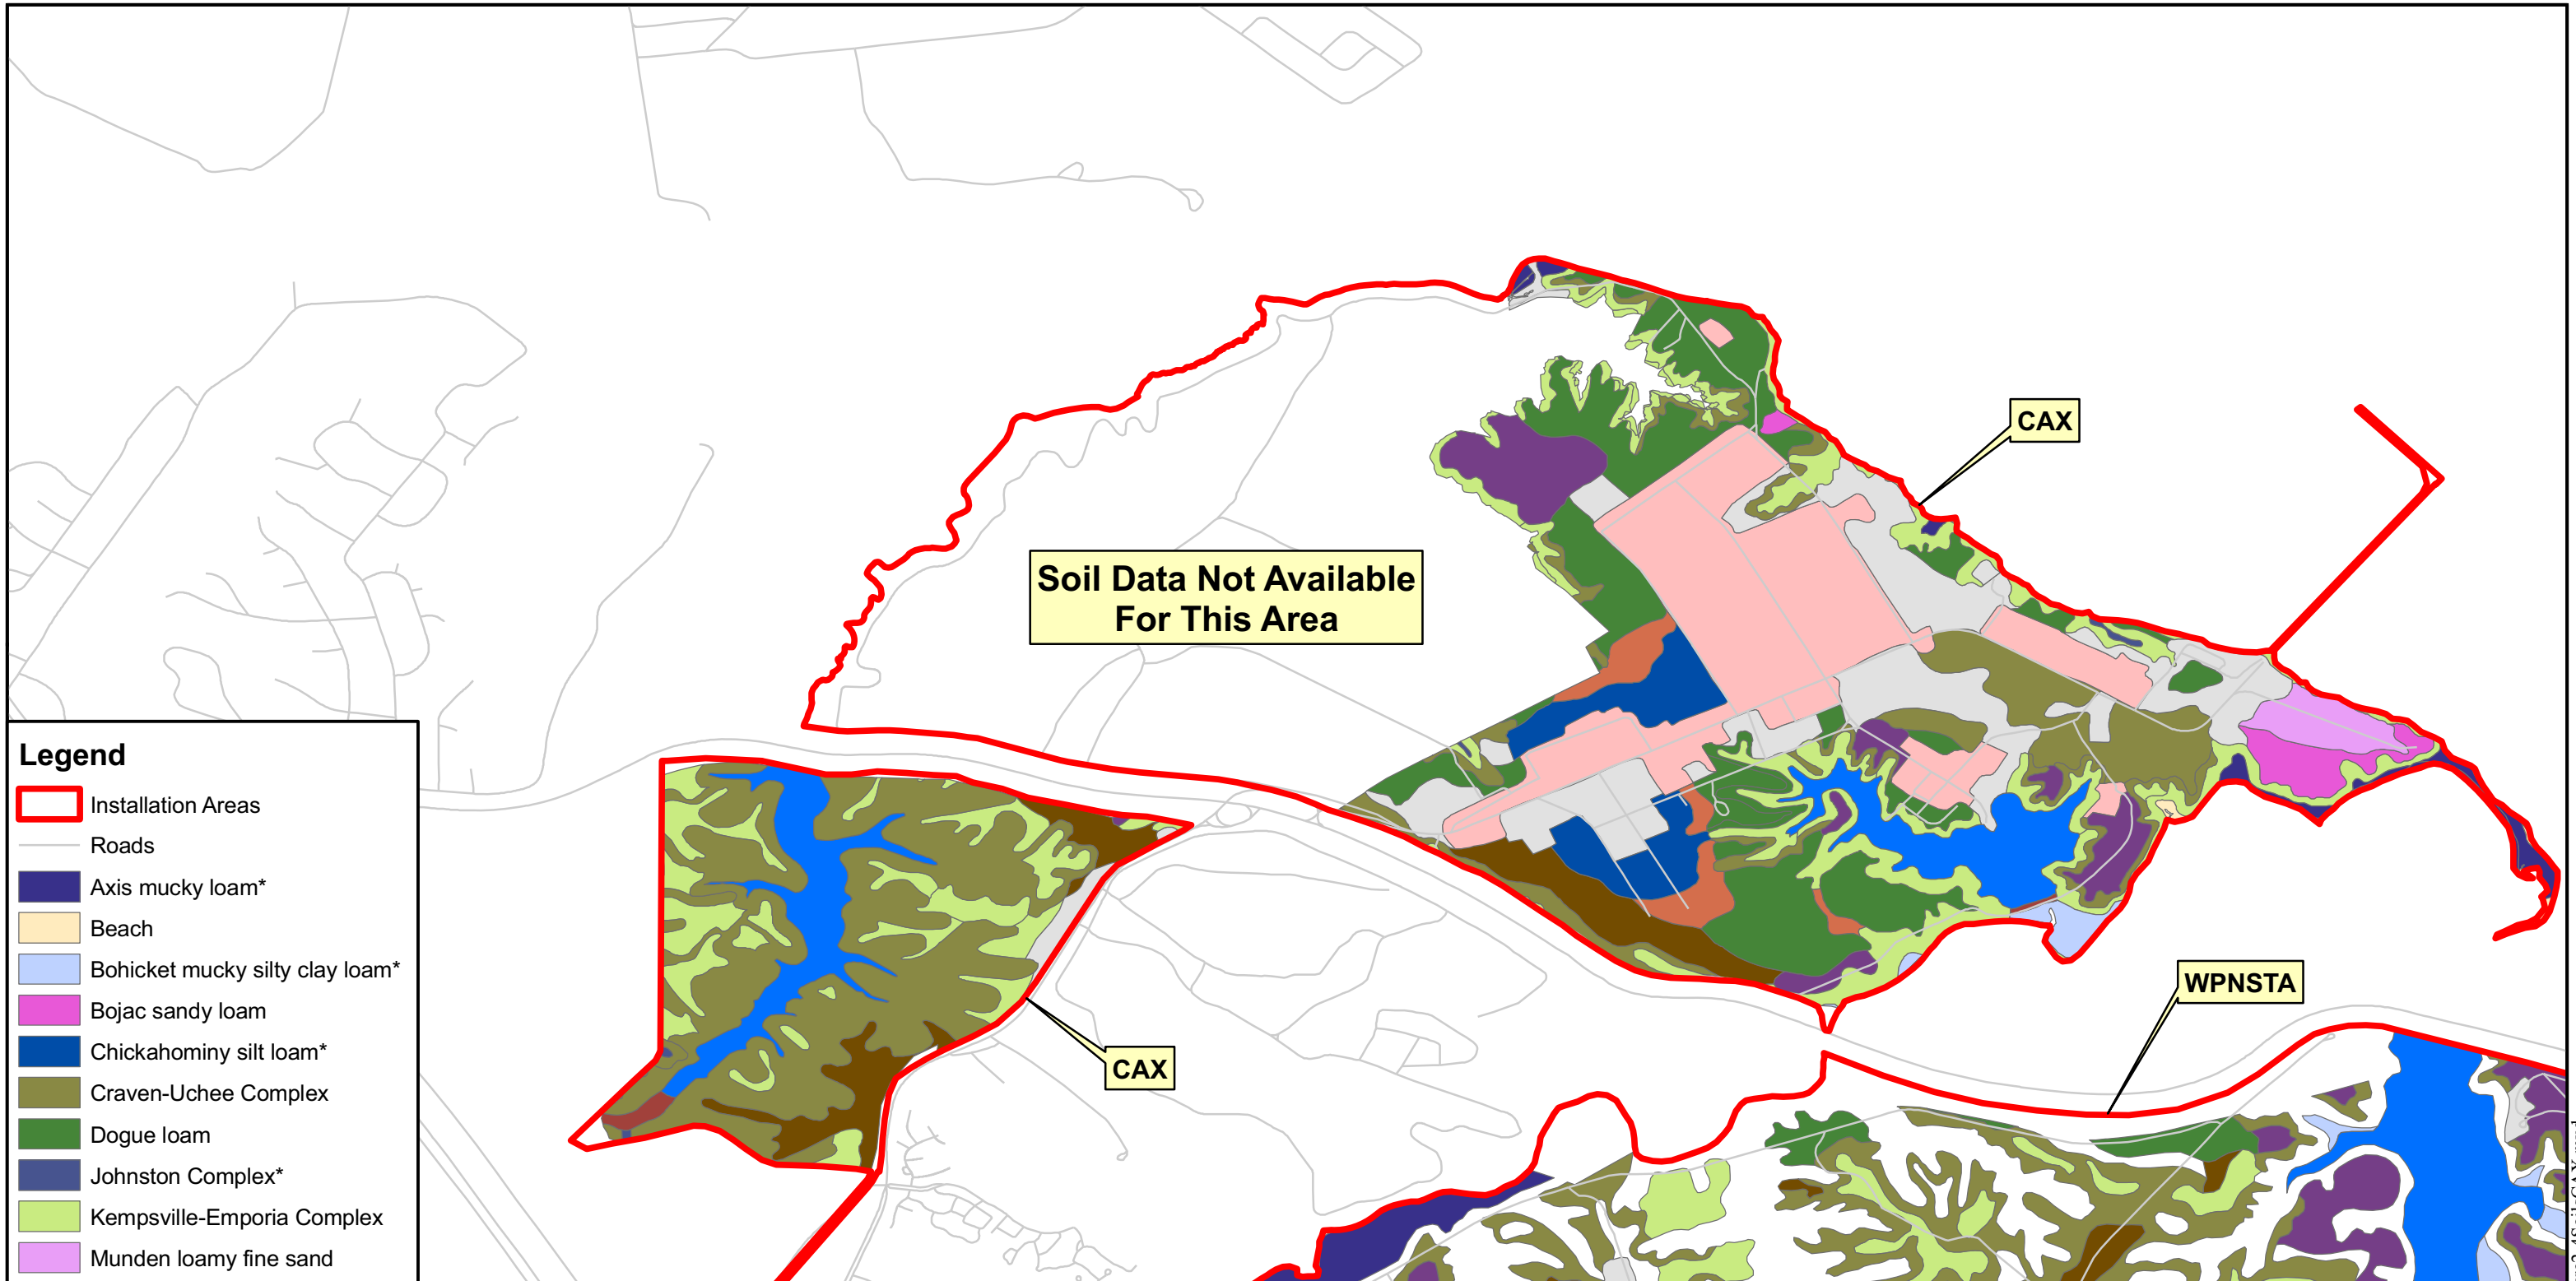 CAX
Soil Data Not Available
For This Area
WPNSTA
CAX
Legend
Installation Areas
Roads
Axis mucky loam*
Beach
Bohicket mucky silty clay loam*
Bojac sandy loam
Chickahominy silt loam*
Craven-Uchee Complex
Dogue loam
Johnston Complex*
Kempsville-Emporia Complex
Munden loamy fine sand